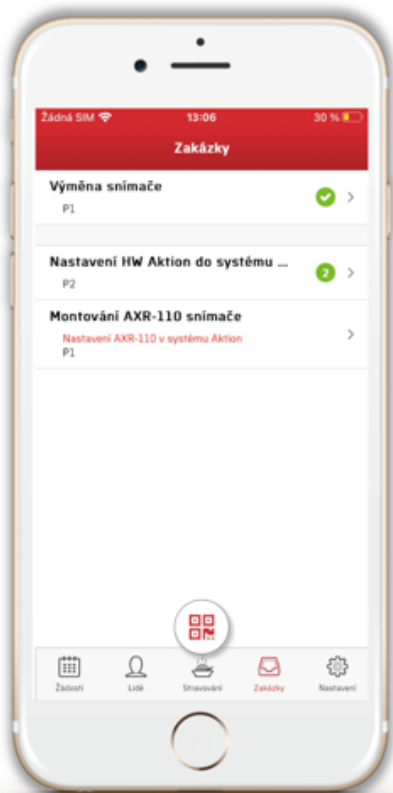 Žádná SIM 13:06 30 %
Zakázky
Výměna snímače
P1
Nastavení HW Aktion do systému ...
P2
2
Montování AXR-110 snímače
Nastavení AXR-110 v systému Aktion
P1
Žádosti Lidé Stravování Zakázky Nastavení